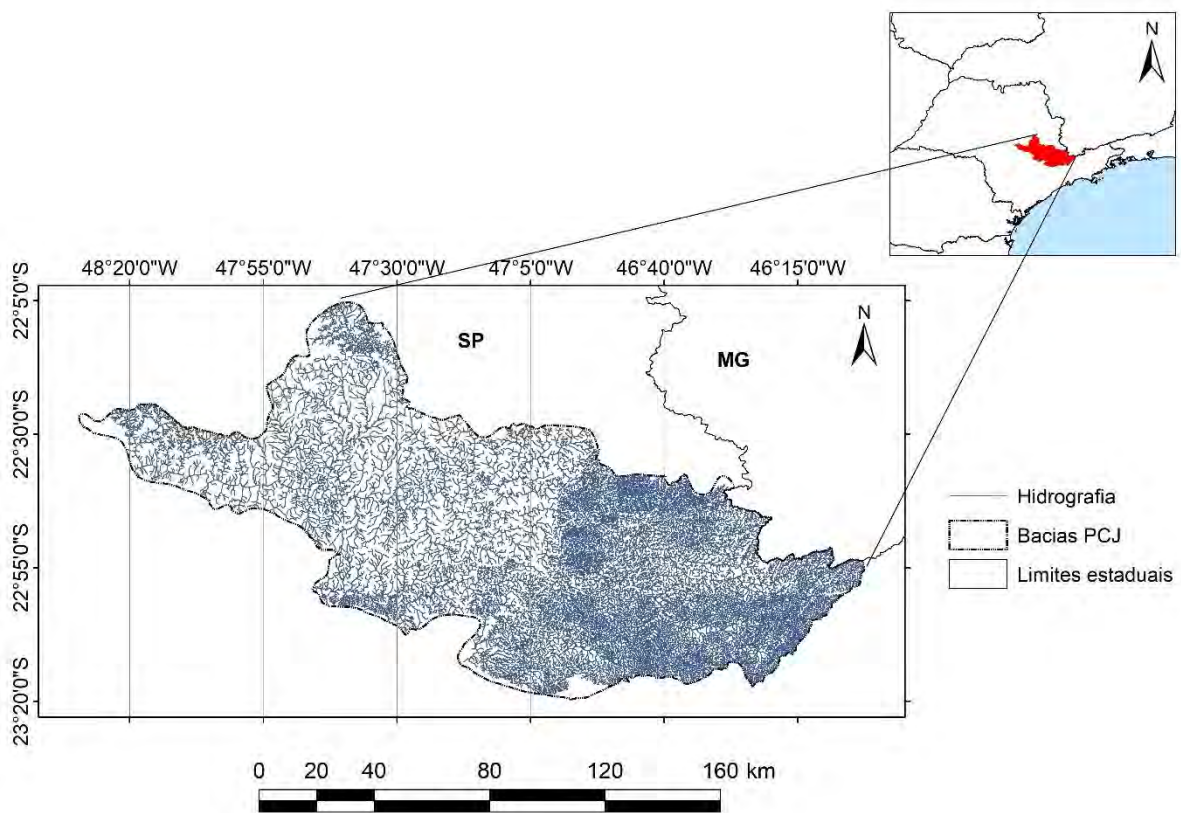 N
48°20'0"W 47°55'0"W 47°30'0"W 47°5'0"W 46°40'0"W 46°15'0"W
22°5'0"S
22°30'0"S
22°55'0"S
23°20'0"S
SP
MG
N
Hidrografia
Bacias PCJ
Limites estaduais
0 20 40 80 120 160 km